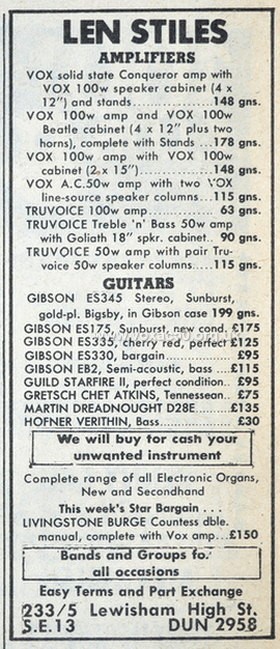 LEN STILES
AMPLIFIERS
VOX solid state Conqueror amp with
VOX 100w speaker cabinet (4 x
12") and stands...............148 gns.
VOX 100w amp and VOX 100w
Beatle cabinet (4 x 12" plus two
horns), complete with Stands ...178 gns.
VOX 100w amp with VOX 100w
cabinet (2 x 15")...............148 gns.
VOX A.C.50w amp with two VOX
line-source speaker columns...115 gns.
TRUVOICE 100w amp............... 63 gns.
TRUVOICE Treble 'n' Bass 50w amp
with Goliath 18" spkr. cabinet.. 90 gns.
TRUVOICE 50w amp with pair Tru-
voice 50w speaker columns.....115 gns.
GUITARS
GIBSON ES345 Stereo, Sunburst,
gold-pl. Bigsby, in Gibson case 199 gns.
GIBSON ES175, Sunburst, new cond. £175
GIBSON ES335, cherry red, perfect £125
GIBSON ES330, bargain............... £95
GIBSON EB2, Semi-acoustic, bass ....£115
GUILD STARFIRE II, perfect condition.. £95
GRETSCH CHET ATKINS, Tennessean... £75
MARTIN DREADNOUGHT D28E.....£135
HOFNER VERITHIN, Bass............... £30
We will buy for cash your
unwanted instrument
Complete range of all Electronic Organs,
New and Secondhand
This week's Star Bargain . . .
LIVINGSTONE BURGE Countess dble.
manual, complete with Vox amp...£150
Bands and Groups fo.
all occasions
Easy Terms and Part Exchange
233/5 Lewisham High St.
S.E.13 DUN 2958